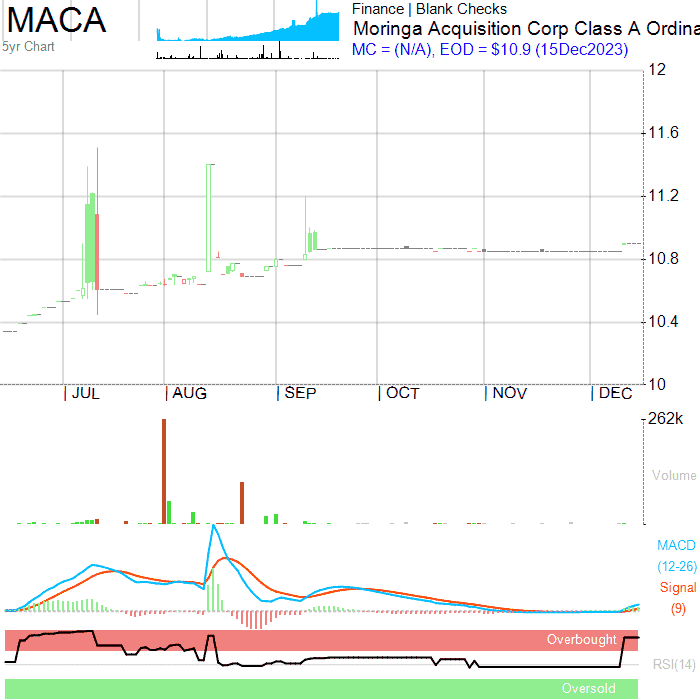 MACA
5yr Chart
Finance | Blank Checks
Moringa Acquisition Corp Class A Ordina
MC = (N/A), EOD = $10.9 (15Dec2023)
12
11.6
11.2
10.8
10.4
10
| JUL | AUG | SEP | OCT | NOV | DEC
262k
Volume
MACD
(12-26)
Signal
(9)
Overbought
RSI(14)
Oversold